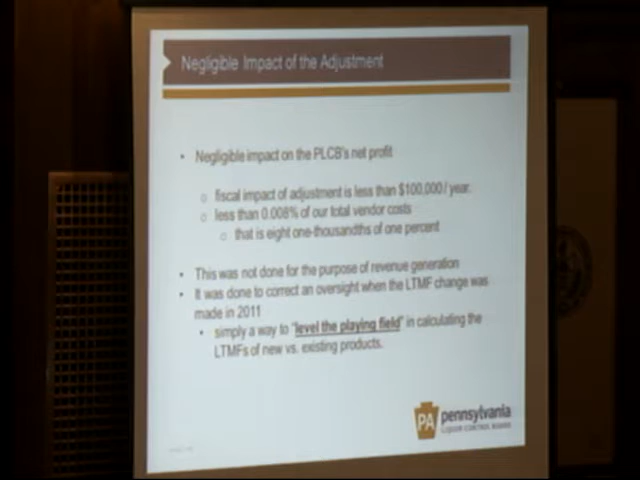 Negligible Impact of the Adjustment
• Negligible impact on the PLCB's net profit
o fiscal impact of adjustment is less than $100,000 / year.
o less than 0.008% of our total vendor costs
o that is eight one-thousandths of one percent
• This was not done for the purpose of revenue generation
• It was done to correct an oversight when the LTMF change was
made in 2011
• simply a way to "level the playing field" in calculating the
LTMFs of new vs. existing products.
PA pennsylvania
LIQUOR CONTROL BOARD